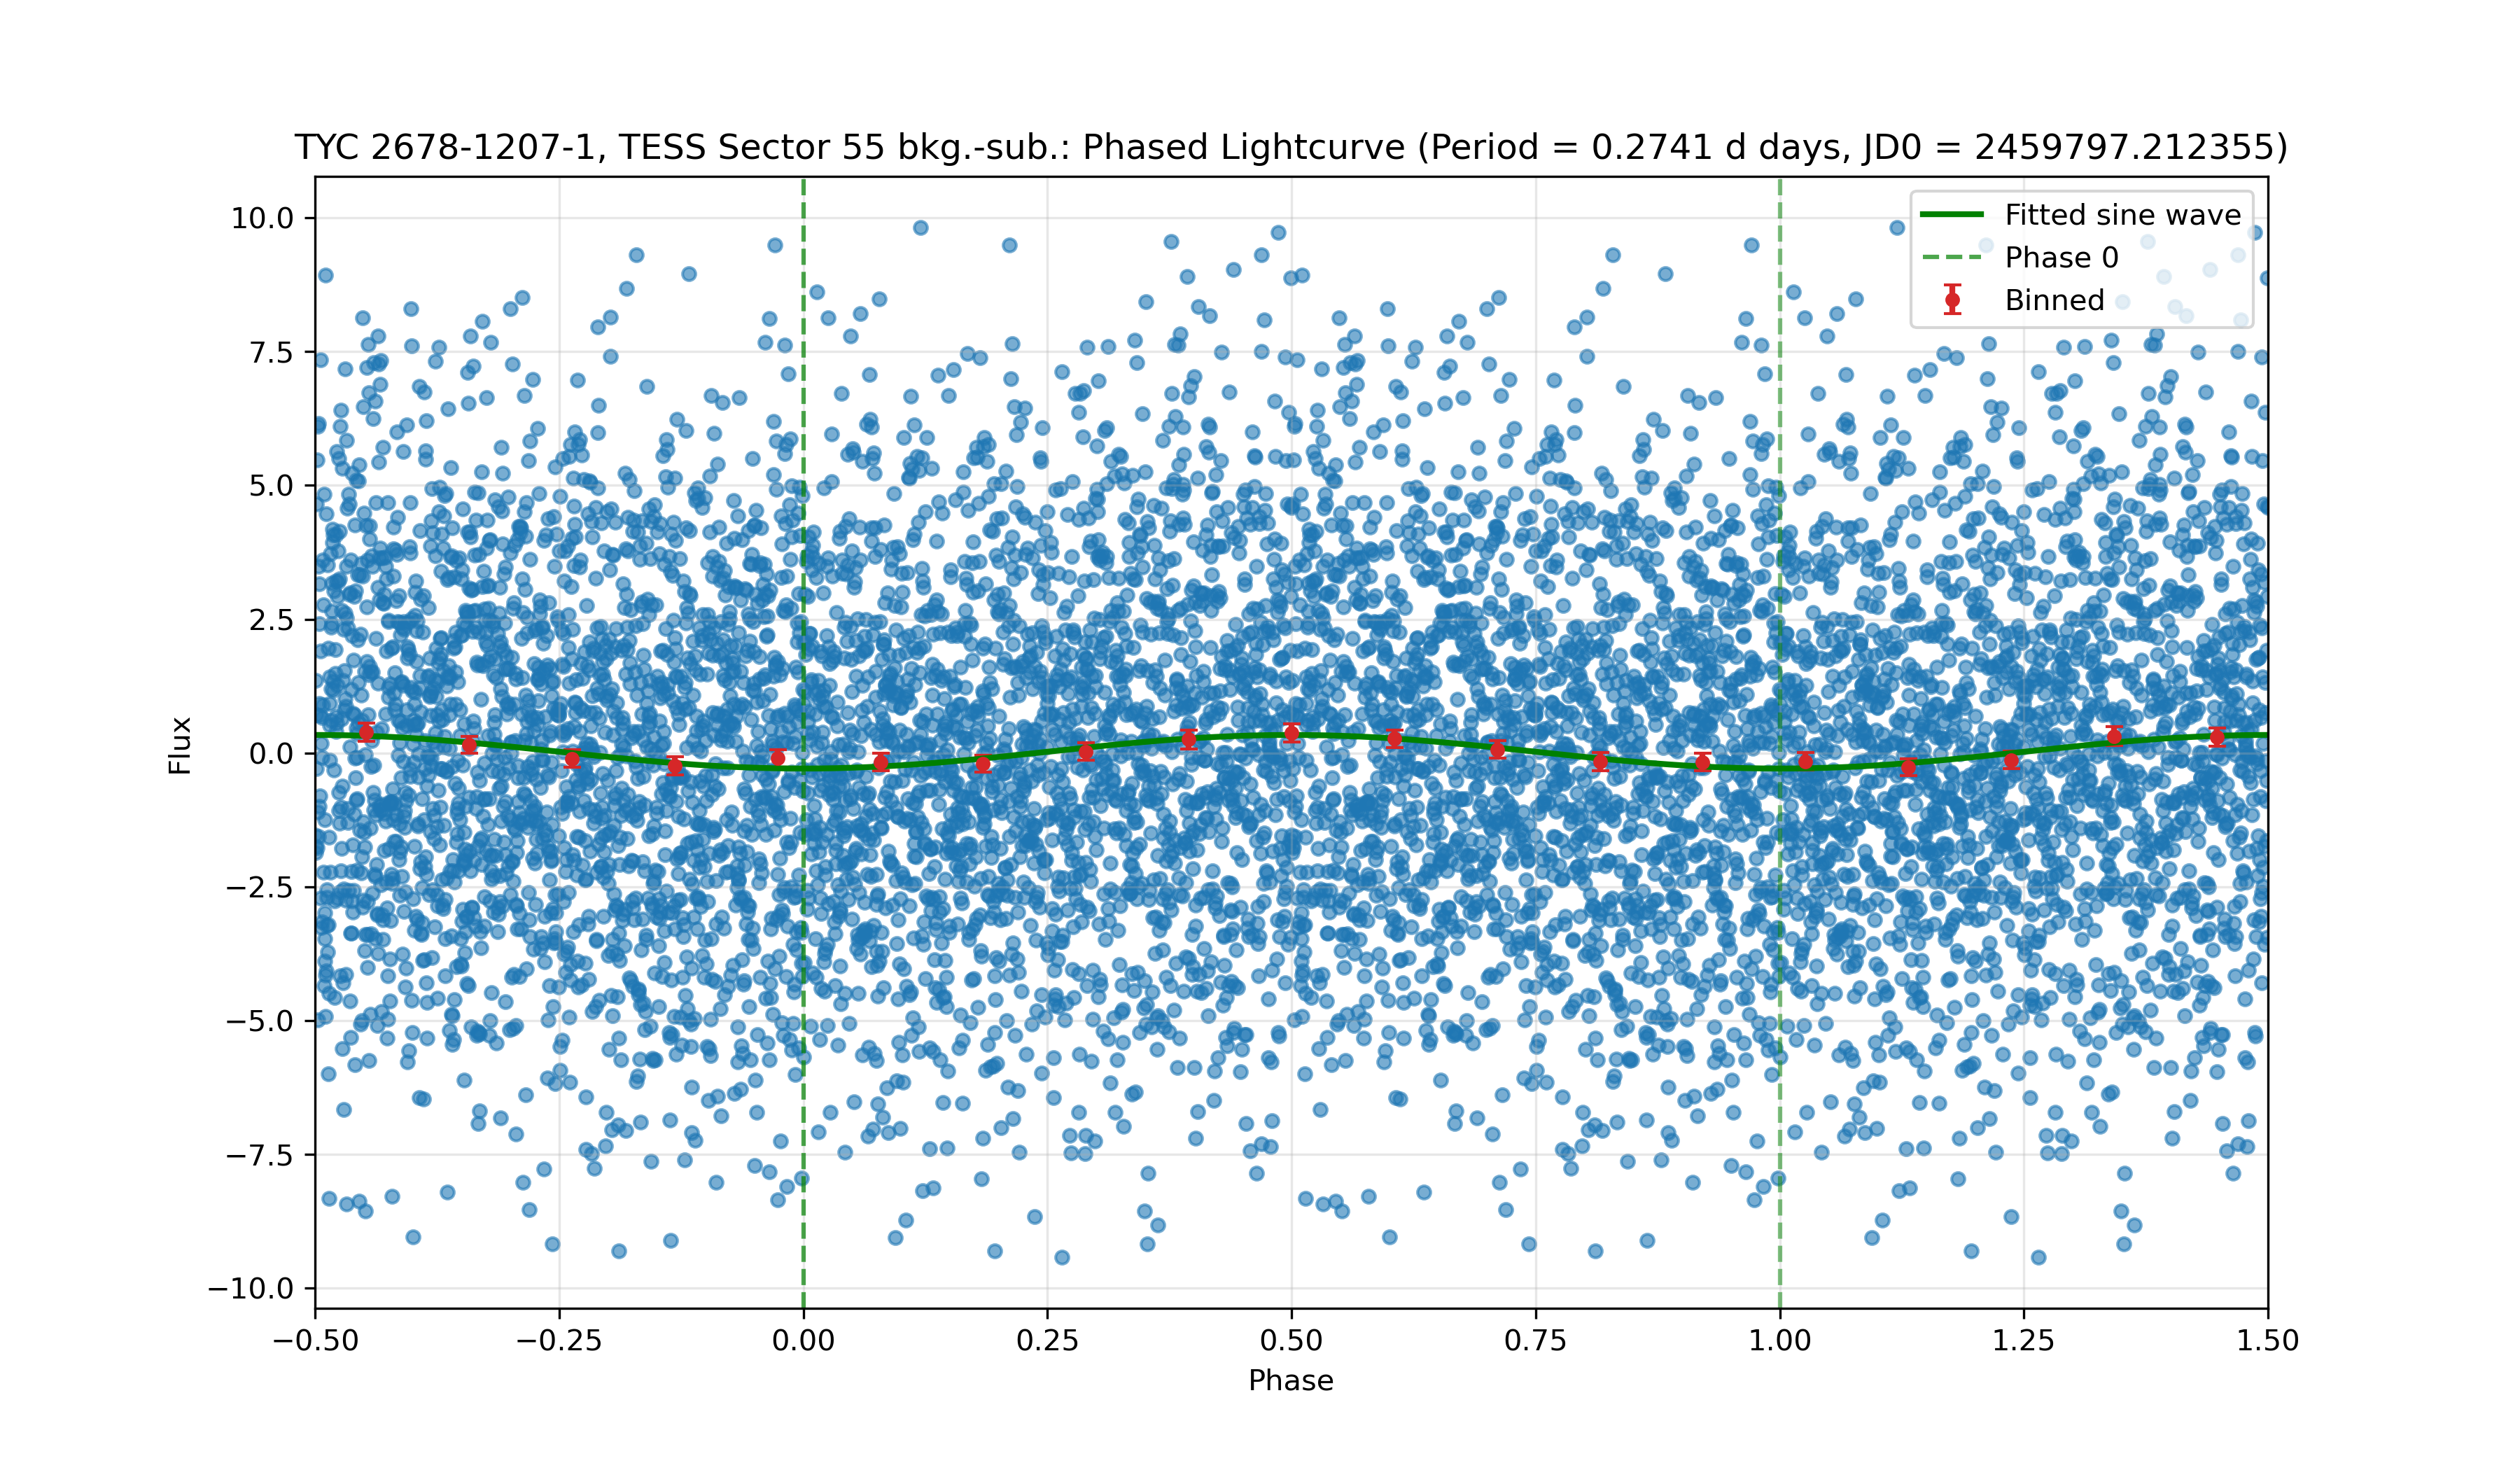 TYC 2678-1207-1, TESS Sector 55 bkg.-sub.: Phased Lightcurve (Period = 0.2741 d days, JD0 = 2459797.212355)
Fitted sine wave
Phase 0
Binned
10.0
7.5
5.0
2.5
0.0
−2.5
−5.0
−7.5
−10.0
Flux
−0.50 −0.25 0.00 0.25 0.50 0.75 1.00 1.25 1.50
Phase